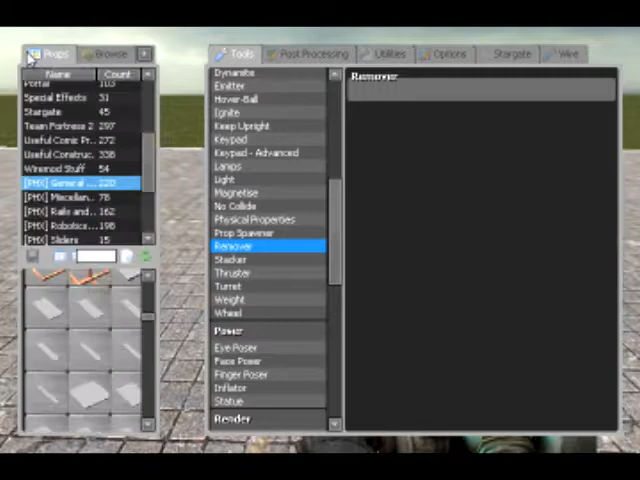 Props Browse
Name Count
Portal 103
Special Effects 31
Stargate 45
Team Fortress 2 297
Useful Comic Pr... 272
Useful Construc... 338
Wiremod Stuff 54
[PHX] General ... 220
[PHX] Miscellan... 78
[PHX] Rails and... 162
[PHX] Robotics... 198
[PHX] Sliders 15
Tools Post Processing Utilities Options Stargate Wire
Dynamite
Emitter
Hover-Ball
Ignite
Keep Upright
Keypad
Keypad - Advanced
Lamps
Light
Magnetise
No Collide
Physical Properties
Prop Spawner
Remover
Stacker
Thruster
Turret
Weight
Wheel
Poser
Eye Poser
Face Poser
Finger Poser
Inflator
Statue
Render
Remover